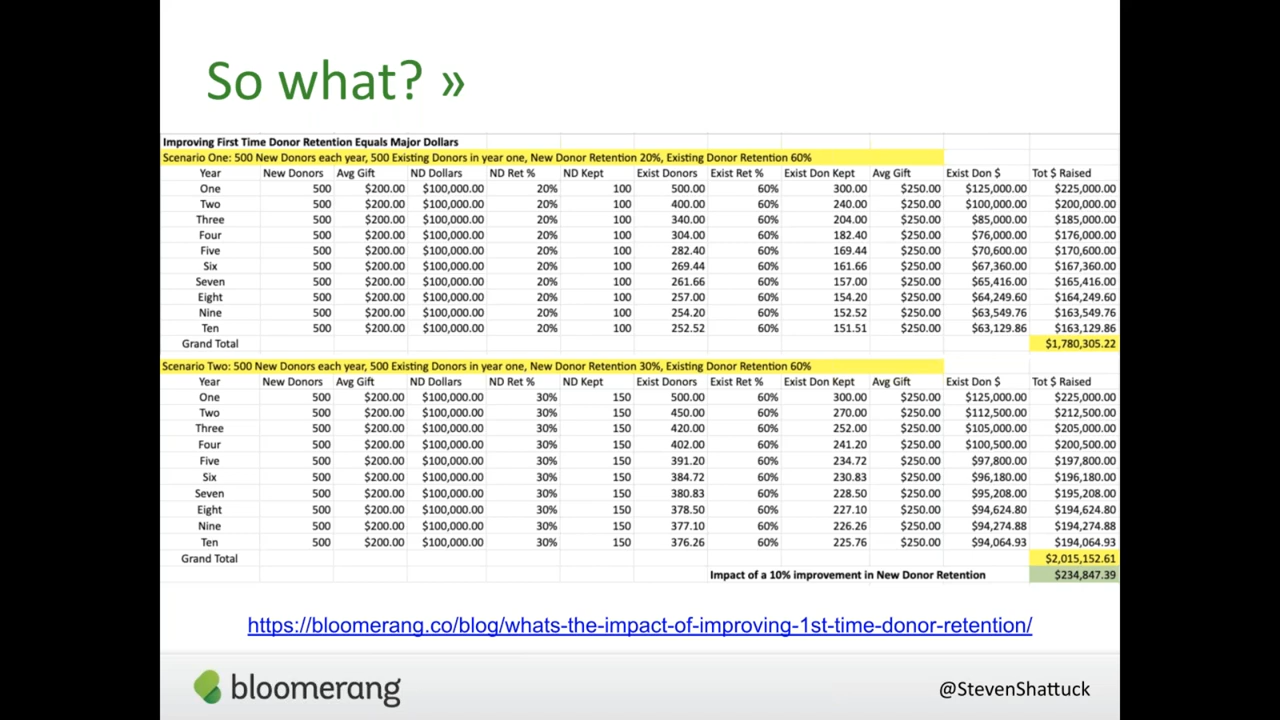 So what? »
Improving First Time Donor Retention Equals Major Dollars
Scenario One: 500 New Donors each year, 500 Existing Donors in year one, New Donor Retention 20%, Existing Donor Retention 60%
Year New Donors Avg Gift ND Dollars ND Ret % ND Kept Exist Donors Exist Ret % Exist Don Kept Avg Gift Exist Don $ Tot $ Raised
One 500 $200.00 $100,000.00 20% 100 500.00 60% 300.00 $250.00 $125,000.00 $225,000.00
Two 500 $200.00 $100,000.00 20% 100 400.00 60% 240.00 $250.00 $100,000.00 $200,000.00
Three 500 $200.00 $100,000.00 20% 100 340.00 60% 204.00 $250.00 $85,000.00 $185,000.00
Four 500 $200.00 $100,000.00 20% 100 304.00 60% 182.40 $250.00 $76,000.00 $176,000.00
Five 500 $200.00 $100,000.00 20% 100 282.40 60% 169.44 $250.00 $70,600.00 $170,600.00
Six 500 $200.00 $100,000.00 20% 100 269.44 60% 161.66 $250.00 $67,360.00 $167,360.00
Seven 500 $200.00 $100,000.00 20% 100 261.66 60% 157.00 $250.00 $65,416.00 $165,416.00
Eight 500 $200.00 $100,000.00 20% 100 257.00 60% 154.20 $250.00 $64,249.60 $164,249.60
Nine 500 $200.00 $100,000.00 20% 100 254.20 60% 152.52 $250.00 $63,549.76 $163,549.76
Ten 500 $200.00 $100,000.00 20% 100 252.52 60% 151.51 $250.00 $63,129.86 $163,129.86
Grand Total $1,780,305.22
Scenario Two: 500 New Donors each year, 500 Existing Donors in year one, New Donor Retention 30%, Existing Donor Retention 60%
Year New Donors Avg Gift ND Dollars ND Ret % ND Kept Exist Donors Exist Ret % Exist Don Kept Avg Gift Exist Don $ Tot $ Raised
One 500 $200.00 $100,000.00 30% 150 500.00 60% 300.00 $250.00 $125,000.00 $225,000.00
Two 500 $200.00 $100,000.00 30% 150 450.00 60% 270.00 $250.00 $112,500.00 $212,500.00
Three 500 $200.00 $100,000.00 30% 150 420.00 60% 252.00 $250.00 $105,000.00 $205,000.00
Four 500 $200.00 $100,000.00 30% 150 402.00 60% 241.20 $250.00 $100,500.00 $200,500.00
Five 500 $200.00 $100,000.00 30% 150 391.20 60% 234.72 $250.00 $97,800.00 $197,800.00
Six 500 $200.00 $100,000.00 30% 150 384.72 60% 230.83 $250.00 $96,180.00 $196,180.00
Seven 500 $200.00 $100,000.00 30% 150 380.83 60% 228.50 $250.00 $95,208.00 $195,208.00
Eight 500 $200.00 $100,000.00 30% 150 378.50 60% 227.10 $250.00 $94,624.80 $194,624.80
Nine 500 $200.00 $100,000.00 30% 150 377.10 60% 226.26 $250.00 $94,274.88 $194,274.88
Ten 500 $200.00 $100,000.00 30% 150 376.26 60% 225.76 $250.00 $94,064.93 $194,064.93
Grand Total $2,015,152.61
Impact of a 10% improvement in New Donor Retention $234,847.39
https://bloomerang.co/blog/whats-the-impact-of-improving-1st-time-donor-retention/
bloomerang
@StevenShattuck